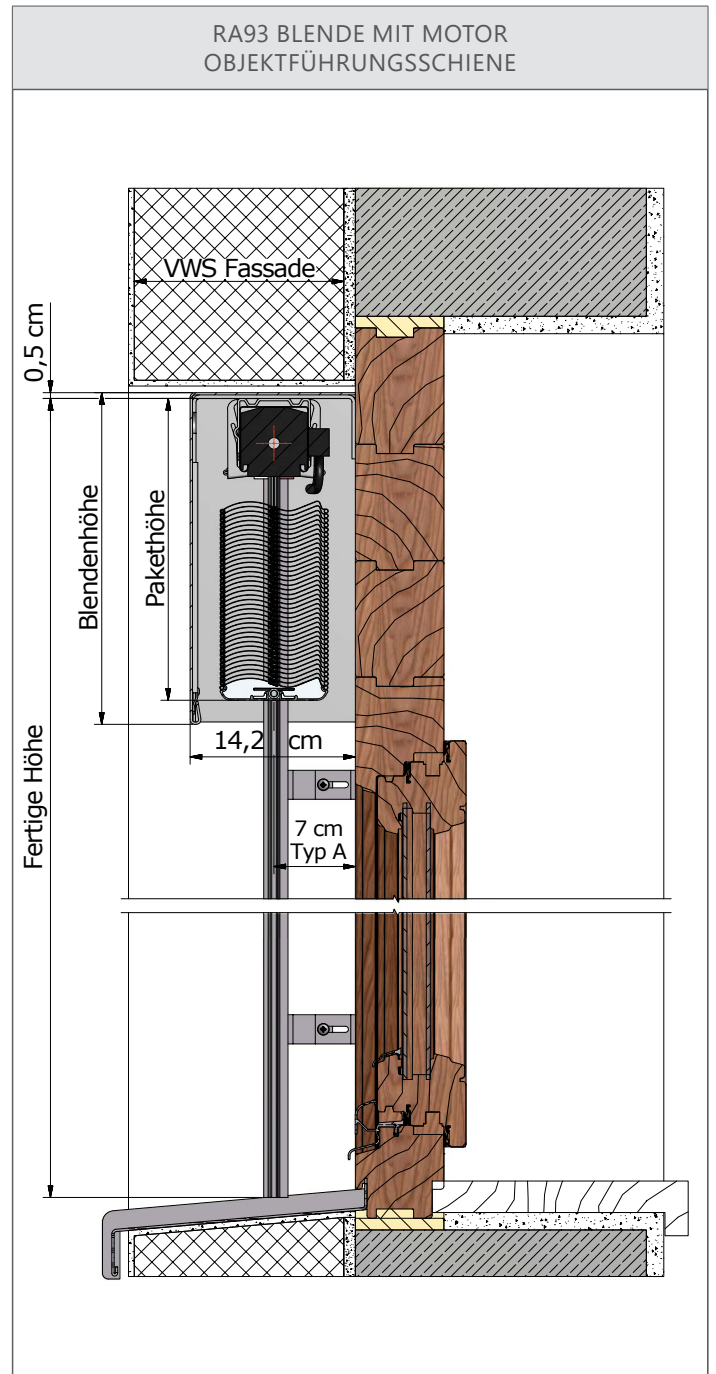 RA93 BLENDE MIT MOTOR
OBJEKTFÜHRUNGSSCHIENE
VWS Fassade
0,5 cm
Blendenhöhe
Pakethöhe
14,2 cm
Fertige Höhe
7 cm
Typ A